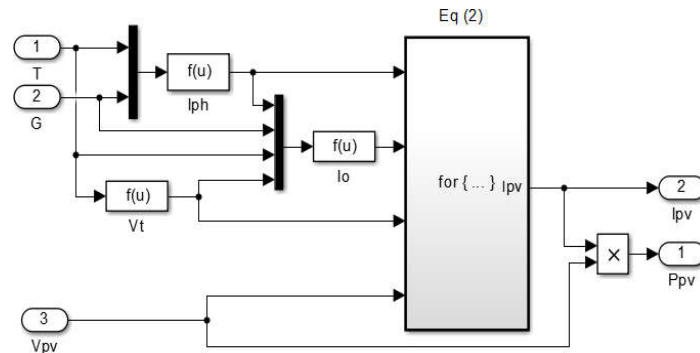 Eq (2)
1
T
2
G
f(u)
Iph
f(u)
Io
f(u)
Vt
for { ... } Ipv
2
Ipv
×
1
Ppv
3
Vpv